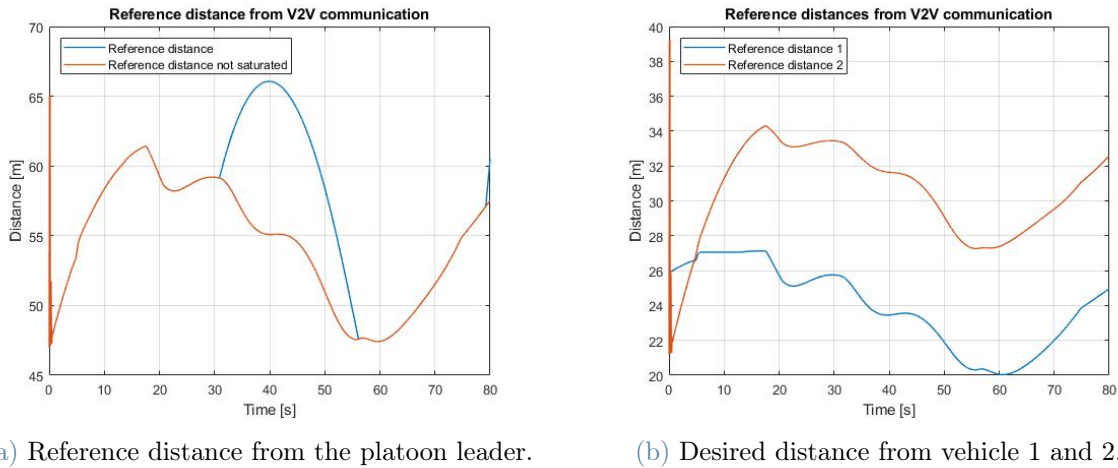 Reference distance from V2V communication
Reference distance
Reference distance not saturated
Distance [m]
70
65
60
55
50
45
0 10 20 30 40 50 60 70 80
Time [s]
a) Reference distance from the platoon leader.
Reference distances from V2V communication
Reference distance 1
Reference distance 2
Distance [m]
40
38
36
34
32
30
28
26
24
22
20
0 10 20 30 40 50 60 70 80
Time [s]
(b) Desired distance from vehicle 1 and 2